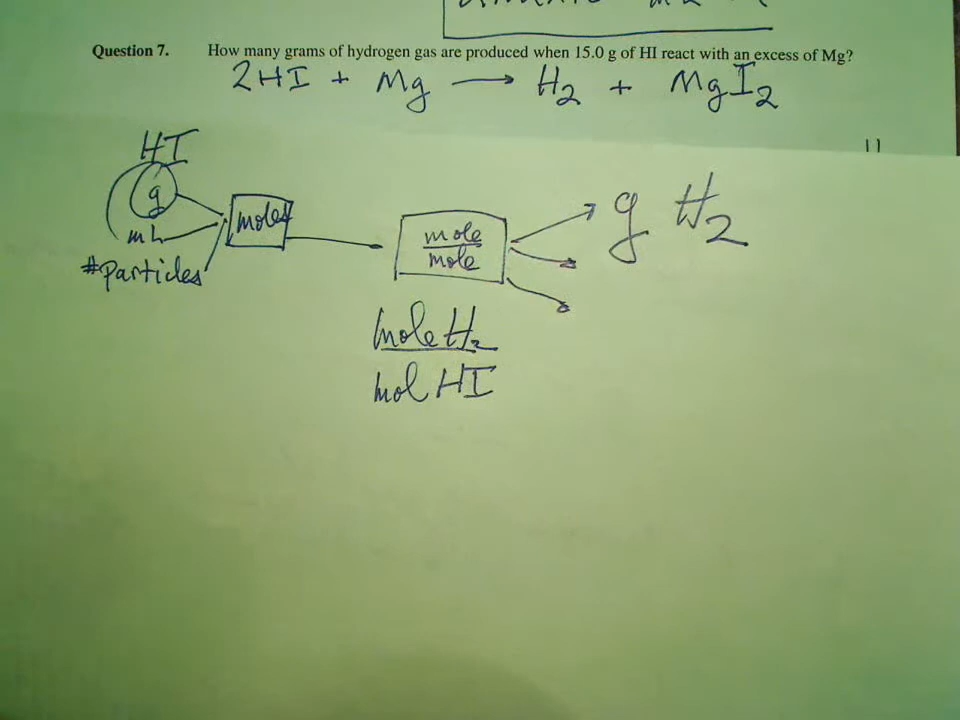 Question 7. How many grams of hydrogen gas are produced when 15.0 g of HI react with an excess of Mg?
2HI + Mg → H2 + MgI2
11
HI
g
mL
#Particles
moles
mole
mole
g H2
mole H2
mol HI